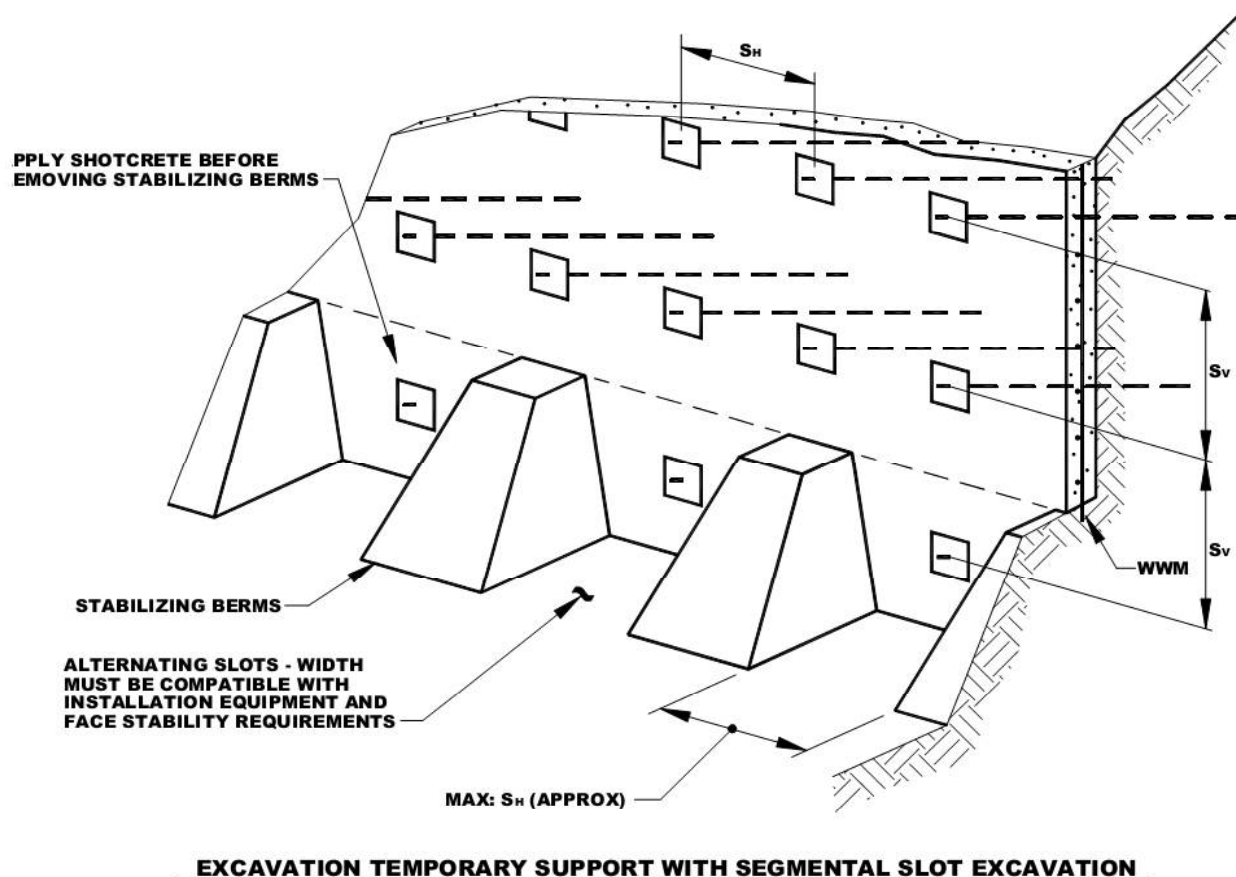 SH
PPLY SHOTCRETE BEFORE
EMOVING STABILIZING BERMS
SV
SV
WWM
STABILIZING BERMS
ALTERNATING SLOTS - WIDTH
MUST BE COMPATIBLE WITH
INSTALLATION EQUIPMENT AND
FACE STABILITY REQUIREMENTS
MAX: SH (APPROX)
EXCAVATION TEMPORARY SUPPORT WITH SEGMENTAL SLOT EXCAVATION